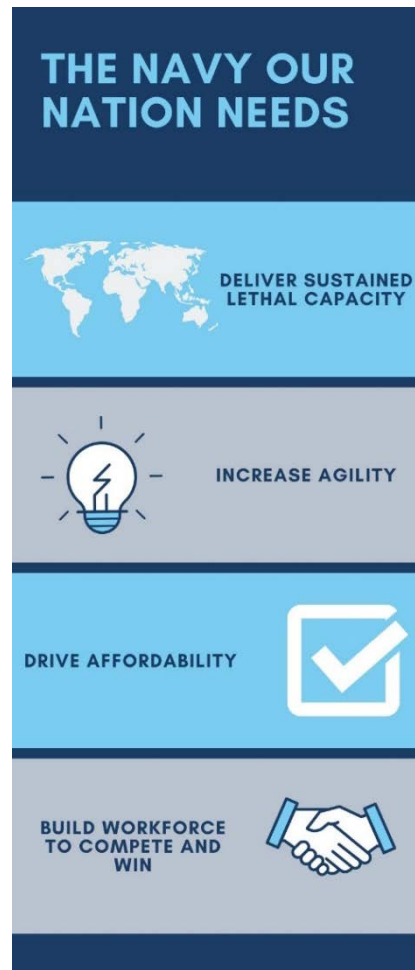 THE NAVY OUR
NATION NEEDS
DELIVER SUSTAINED
LETHAL CAPACITY
INCREASE AGILITY
DRIVE AFFORDABILITY
BUILD WORKFORCE
TO COMPETE AND
WIN